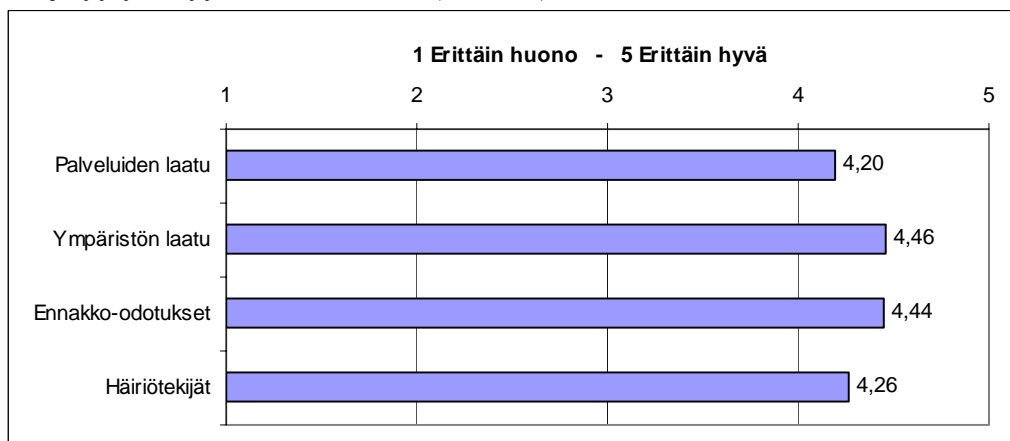 1 Erittäin huono - 5 Erittäin hyvä
1 2 3 4 5
Palveluiden laatu 4,20
Ympäristön laatu 4,46
Ennakko-odotukset 4,44
Häiriötekijät 4,26